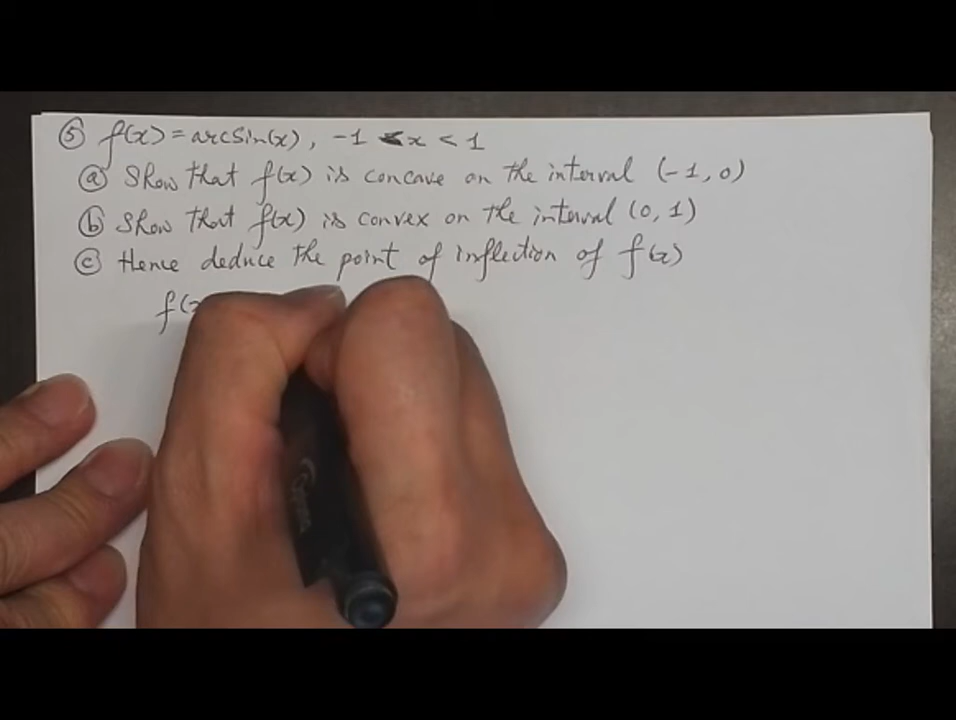 ⑤ f(x) = arcsin(x), -1 < x < 1
ⓐ Show that f(x) is concave on the interval (-1, 0)
ⓑ Show that f(x) is convex on the interval (0, 1)
ⓒ Hence deduce the point of inflection of f(x)
f(x